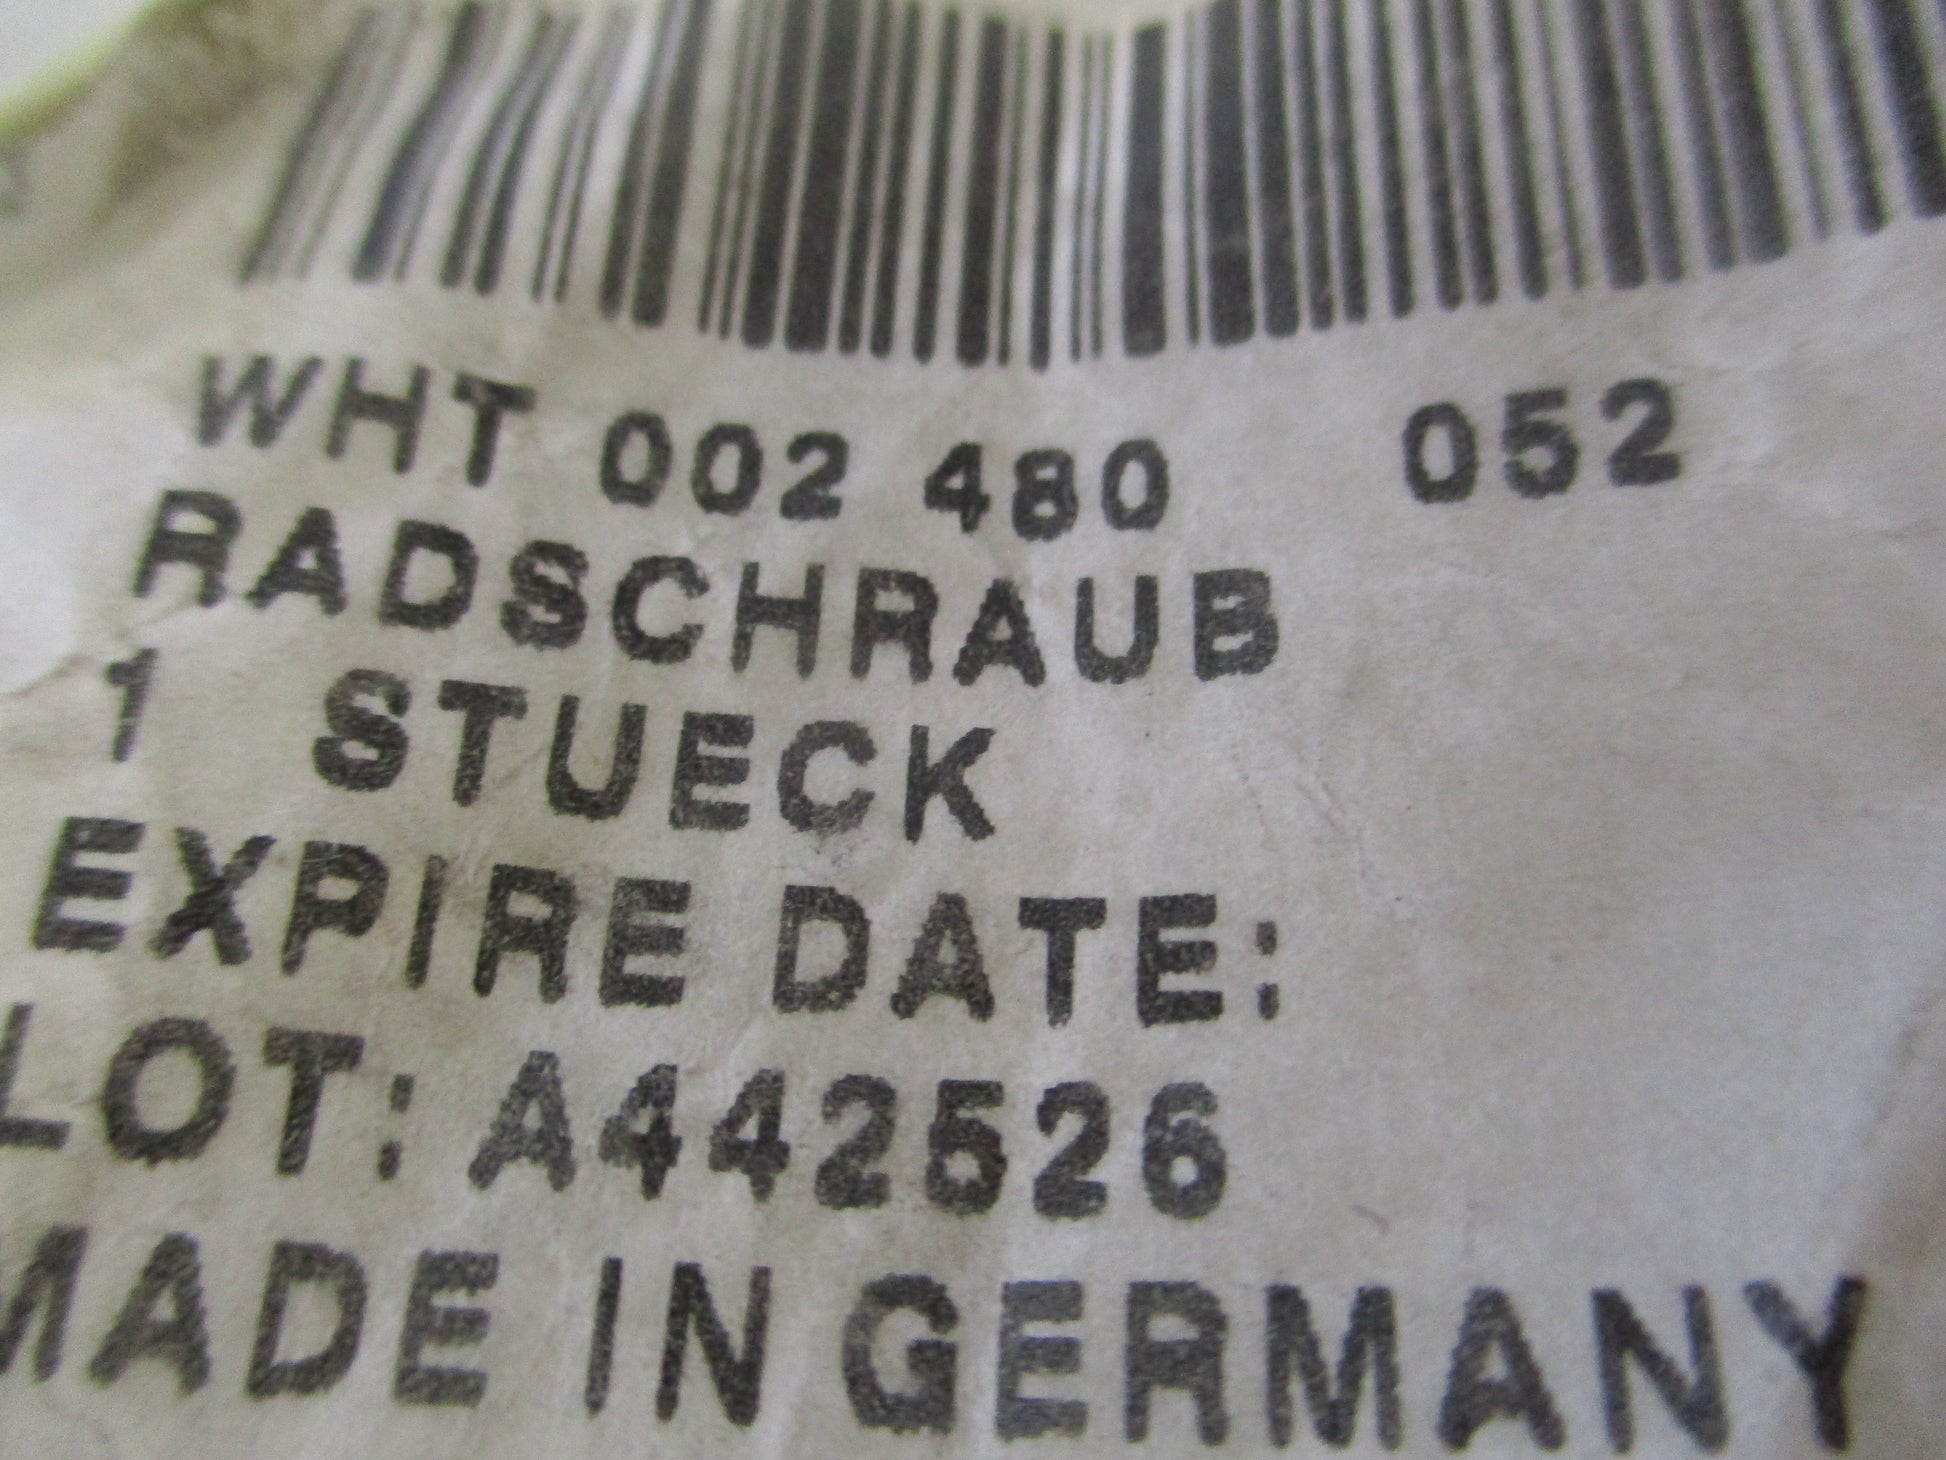 WHT 002 480 052
RADSCHRAUB
1 STUECK
EXPIRE DATE:
LOT: A442526
MADE IN GERMANY